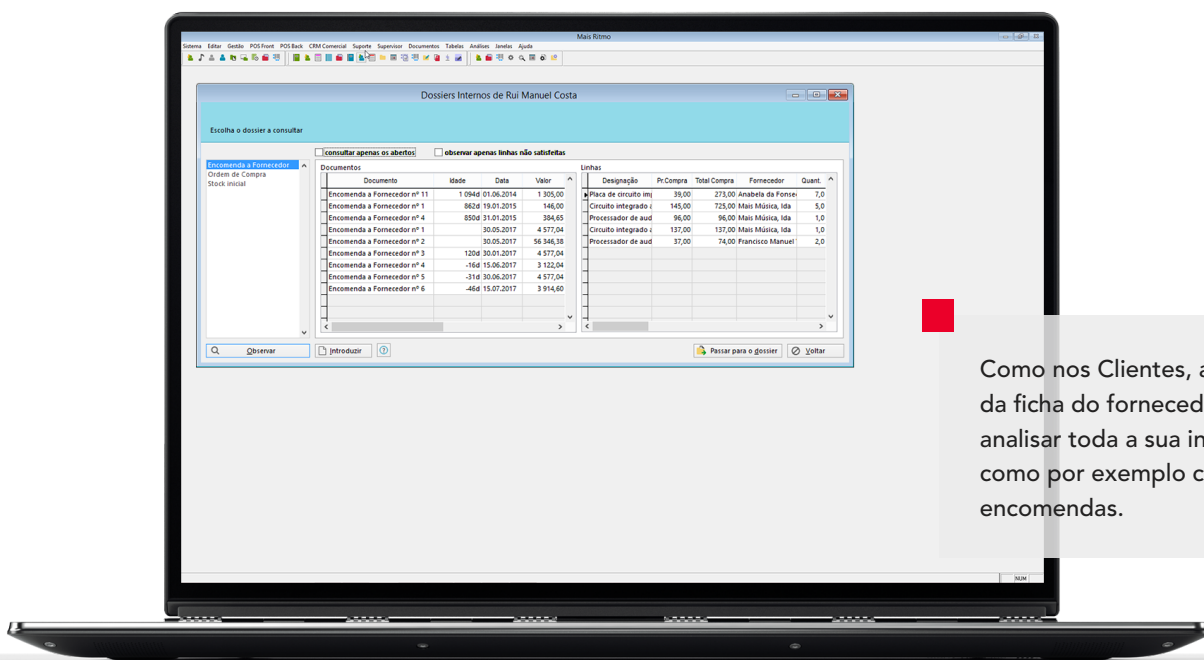 Mais Ritmo
Sistema Editar Gestão POS Front POS Back CRM Comercial Suporte Supervisor Documentos Tabelas Análises Janelas Ajuda
Dossiers Internos de Rui Manuel Costa
Escolha o dossier a consultar
consultar apenas os abertos observar apenas linhas não satisfeitas
Encomenda a Fornecedor
Ordem de Compra
Stock inicial
Documentos
Documento Idade Data Valor
Encomenda a Fornecedor nº 11 1 094d 01.06.2014 1 305,00
Encomenda a Fornecedor nº 1 862d 19.01.2015 146,00
Encomenda a Fornecedor nº 4 850d 31.01.2015 384,65
Encomenda a Fornecedor nº 1 30.05.2017 4 577,04
Encomenda a Fornecedor nº 2 30.05.2017 56 346,38
Encomenda a Fornecedor nº 3 120d 30.01.2017 4 577,04
Encomenda a Fornecedor nº 4 -16d 15.06.2017 3 122,04
Encomenda a Fornecedor nº 5 -31d 30.06.2017 4 577,04
Encomenda a Fornecedor nº 6 -46d 15.07.2017 3 914,60
Linhas
Designação Pr.Compra Total Compra Fornecedor Quant.
Placa de circuito im 39,00 273,00 Anabela da Fonse 7,0
Circuito integrado 145,00 725,00 Mais Música, lda 5,0
Processador de aud 96,00 96,00 Mais Música, lda 1,0
Circuito integrado 137,00 137,00 Mais Música, lda 1,0
Processador de aud 37,00 74,00 Francisco Manuel 2,0
Observar Introduzir Passar para o dossier Voltar
NUM
Como nos Clientes, a
da ficha do forneced
analisar toda a sua in
como por exemplo c
encomendas.